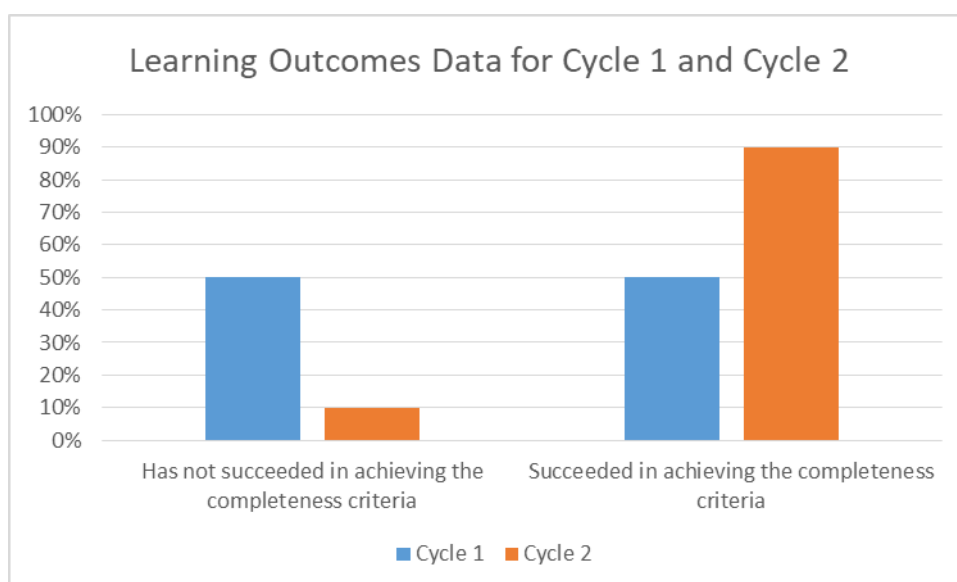 Learning Outcomes Data for Cycle 1 and Cycle 2
100%
90%
80%
70%
60%
50%
40%
30%
20%
10%
0%
Has not succeeded in achieving the
completeness criteria
Succeeded in achieving the completeness
criteria
Cycle 1
Cycle 2